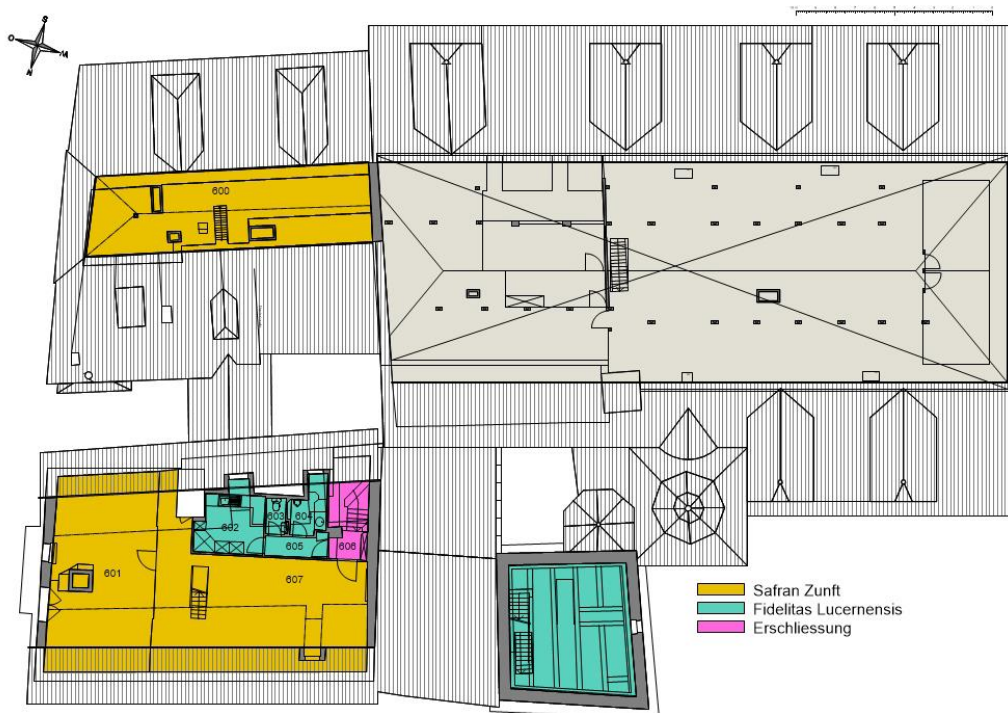 S
O
W
N
600
602
603
604
605
606
601
607
Safran Zunft
Fidelitas Lucernensis
Erschliessung